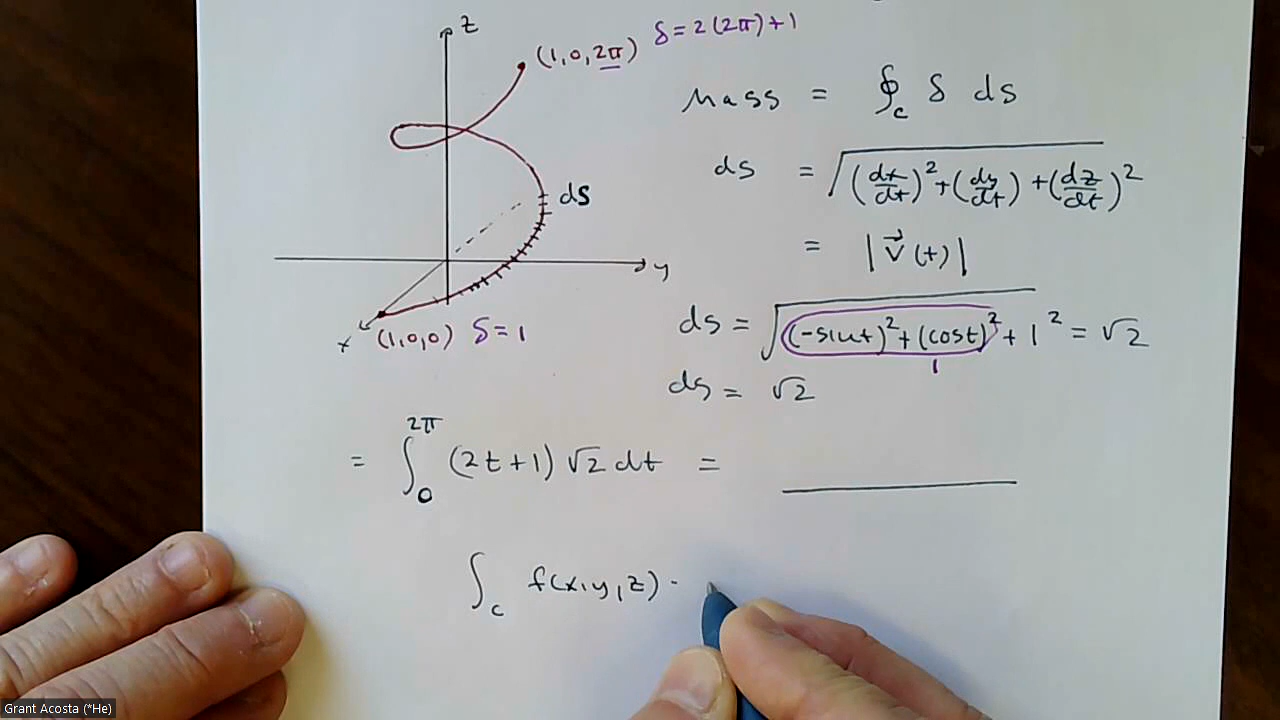 z
(1,0,2π) δ=2(2π)+1
Mass = ∮c δ ds
ds = √(dx/dt)²+(dy/dt)+(dz/dt)²
ds
= |v⃗(t)|
y
x (1,0,0) δ=1
ds = √(-sint)²+(cost)²+1² = √2
1
ds = √2
= ∫₀^2π (2t+1) √2 dt =
∫c f(x,y,z) ·
Grant Acosta (*He)